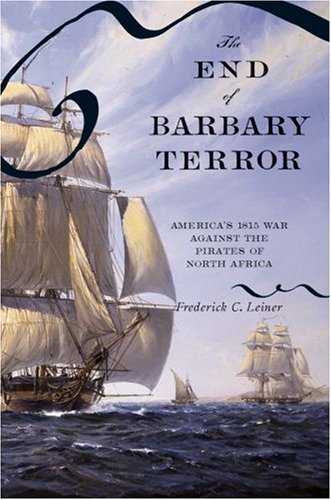 The
END
of
BARBARY
TERROR
AMERICA'S 1815 WAR
AGAINST THE
PIRATES OF
NORTH AFRICA
Frederick C. Leiner